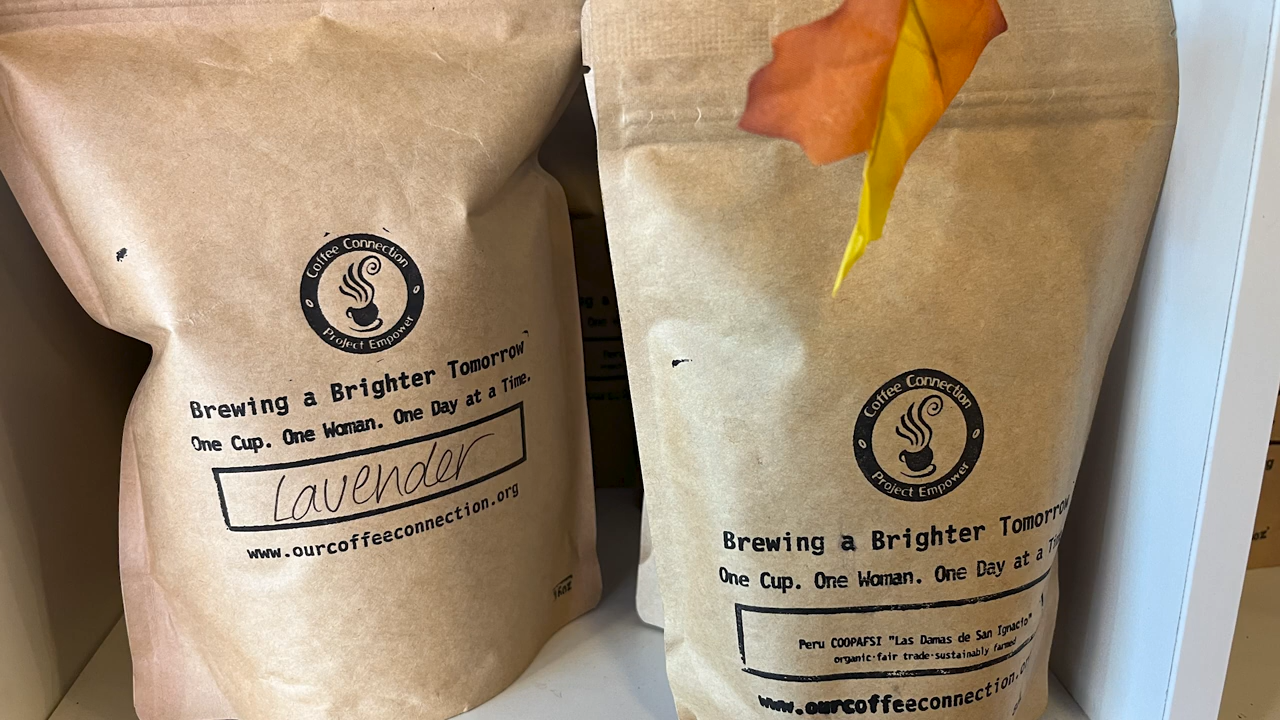 Coffee Connection
Project Empower
Brewing a Brighter Tomorrow
One Cup. One Woman. One Day at a Time.
Lavender
www.ourcoffeeconnection.org
16oz
Coffee Connection
Project Empower
Brewing a Brighter Tomorrow
One Cup. One Woman. One Day at a
Peru COOPAFSI "Las Damas de San Ignacio"
organic·fair trade·sustainably farmed
www.ourcoffeeconnection.org